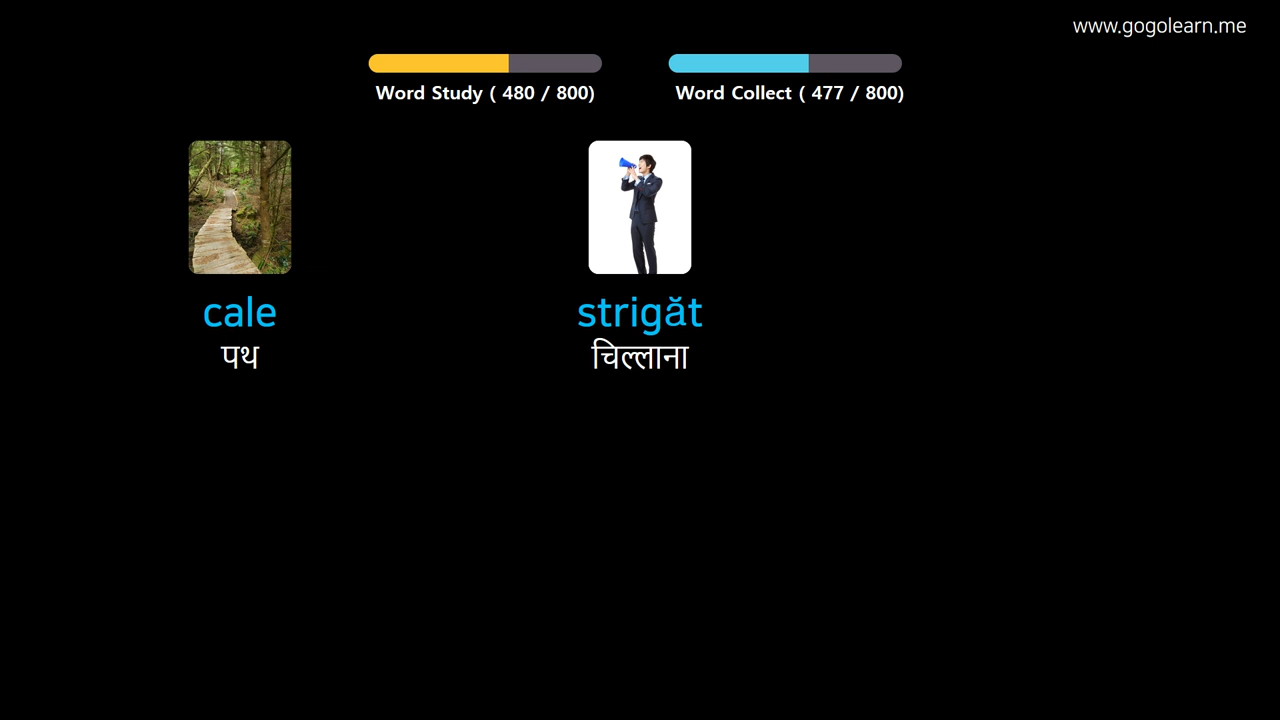 www.gogolearn.me
Word Study ( 480 / 800)
Word Collect ( 477 / 800)
cale
strigăt
पथ
चिल्लाना